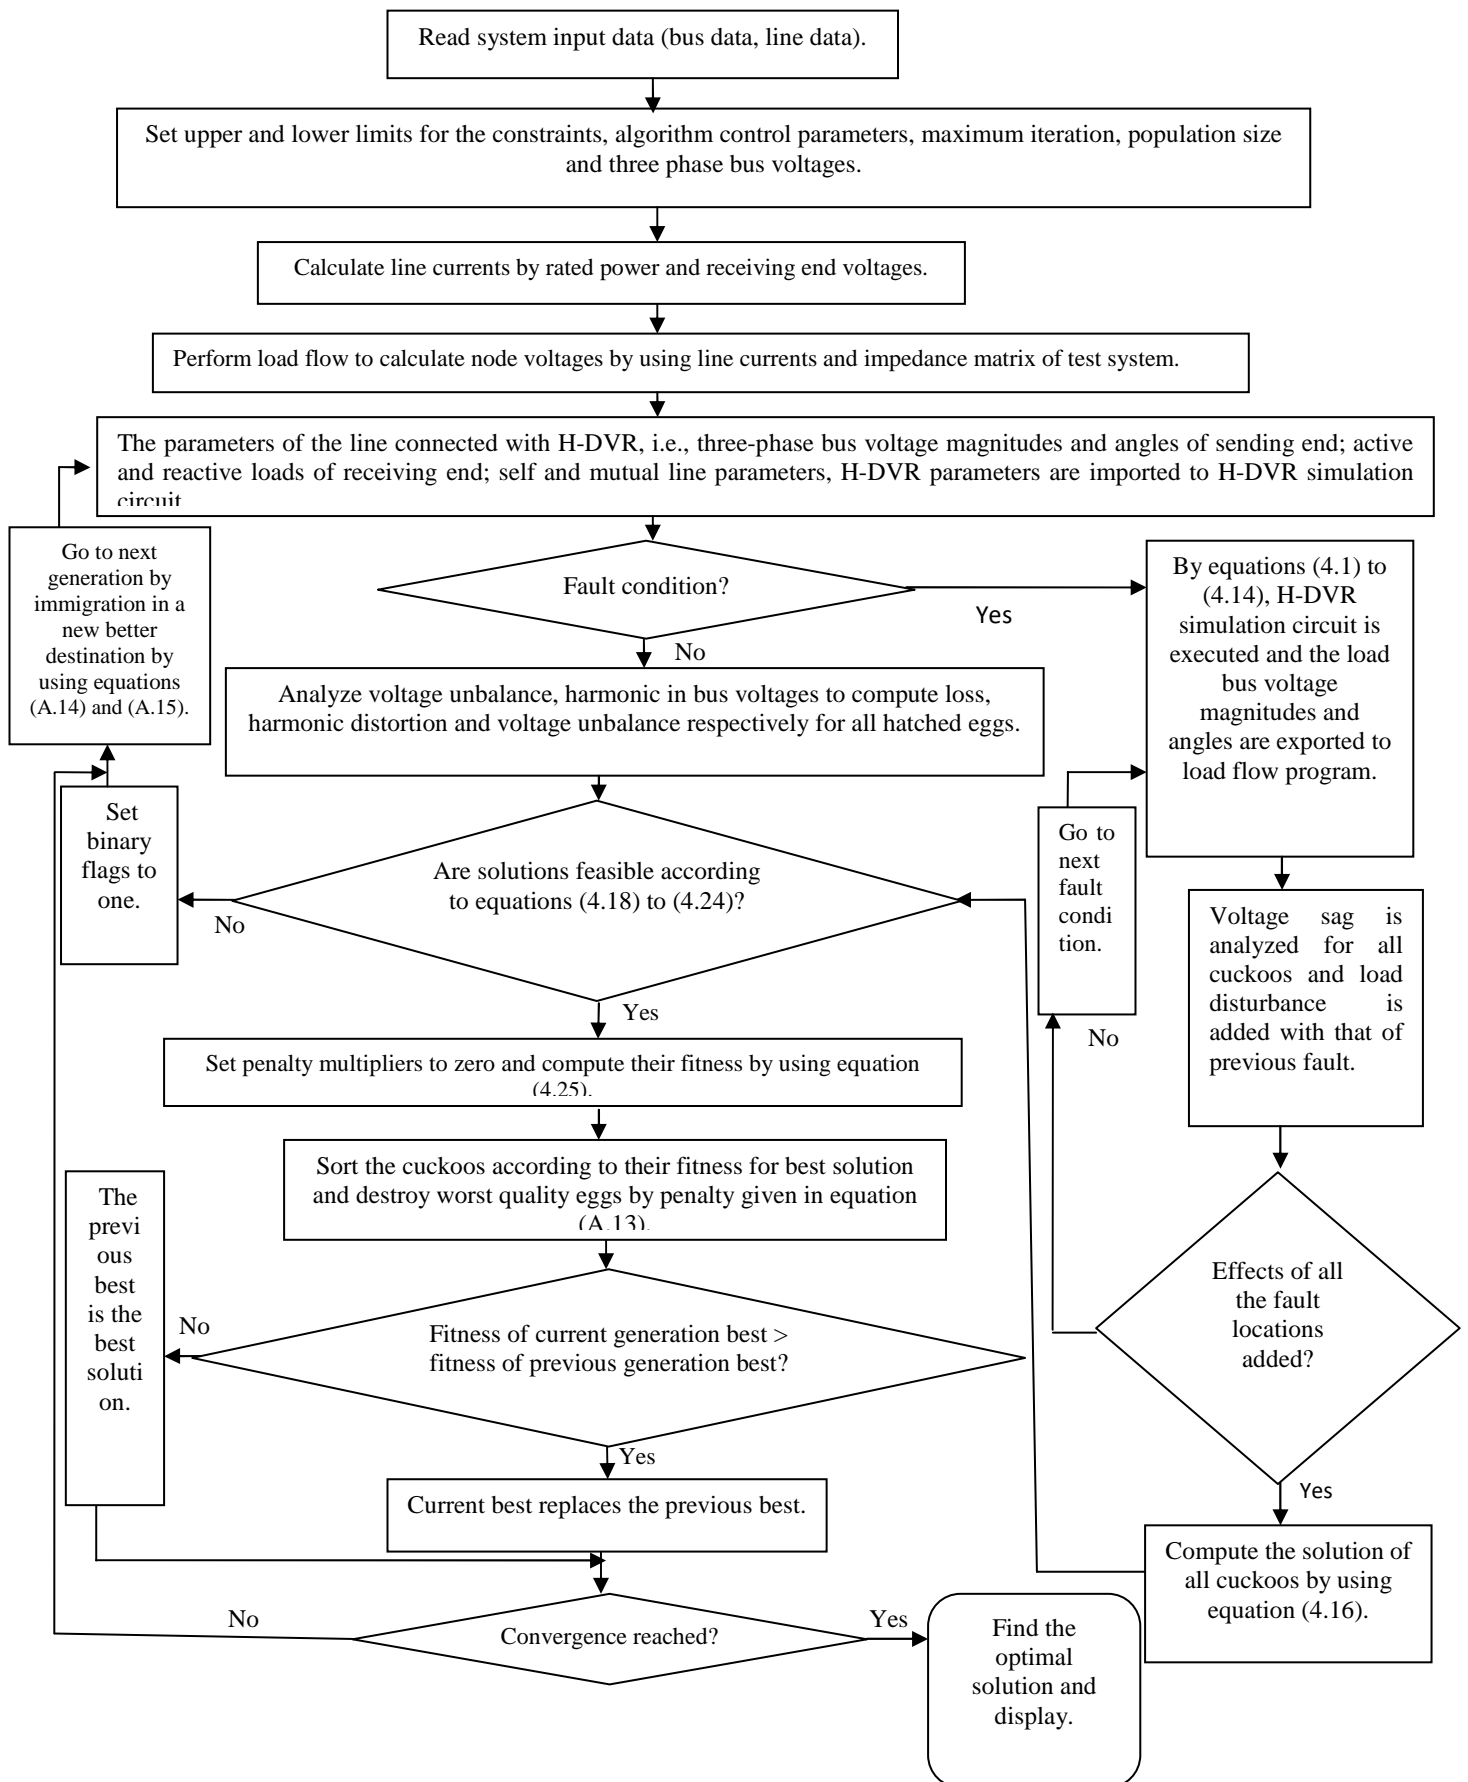 Read system input data (bus data, line data).
Set upper and lower limits for the constraints, algorithm control parameters, maximum iteration, population size
and three phase bus voltages.
Calculate line currents by rated power and receiving end voltages.
Perform load flow to calculate node voltages by using line currents and impedance matrix of test system.
The parameters of the line connected with H-DVR, i.e., three-phase bus voltage magnitudes and angles of sending end; active
and reactive loads of receiving end; self and mutual line parameters, H-DVR parameters are imported to H-DVR simulation
circuit
Go to next
generation by
immigration in a
new better
destination by
using equations
(A.14) and (A.15).
Fault condition?
Yes
No
By equations (4.1) to
(4.14), H-DVR
simulation circuit is
executed and the load
bus voltage
magnitudes and
angles are exported to
load flow program.
Analyze voltage unbalance, harmonic in bus voltages to compute loss,
harmonic distortion and voltage unbalance respectively for all hatched eggs.
Set
binary
flags to
one.
Are solutions feasible according
to equations (4.18) to (4.24)?
No
Yes
Go to
next
fault
condi
tion.
No
Voltage sag is
analyzed for all
cuckoos and load
disturbance is
added with that of
previous fault.
Set penalty multipliers to zero and compute their fitness by using equation
(4.25).
Sort the cuckoos according to their fitness for best solution
and destroy worst quality eggs by penalty given in equation
(A.13).
The
previ
ous
best
is the
best
soluti
on.
No
Fitness of current generation best >
fitness of previous generation best?
Yes
Effects of all
the fault
locations
added?
Yes
Current best replaces the previous best.
Compute the solution of
all cuckoos by using
equation (4.16).
No
Convergence reached?
Yes
Find the
optimal
solution and
display.